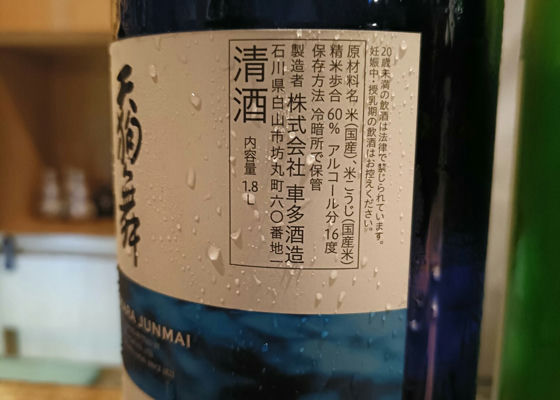 20歳未満の飲酒は法律で禁じられています。
妊娠中、授乳期の飲酒はお控えください。
原材料名 米(国産)、米こうじ(国産米)
精米歩合 60% アルコール分 16度
保存方法 冷暗所で保管
製造者 株式会社 車多酒造
石川県白山市坊丸町六〇番地一
清酒
内容量 1.8L
天狗舞
JUNMAI